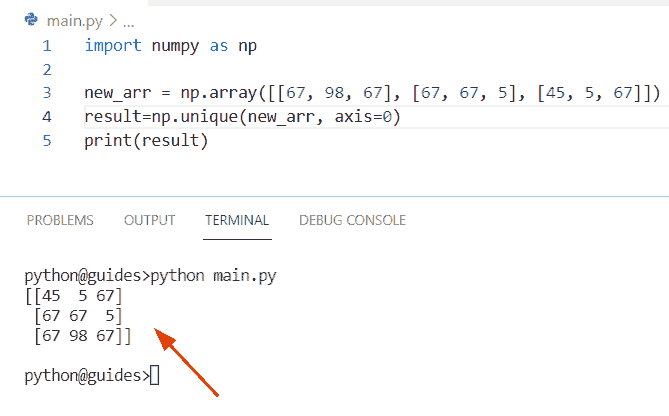 main.py > ...
1 import numpy as np
2
3 new_arr = np.array([[67, 98, 67], [67, 67, 5], [45, 5, 67]])
4 result=np.unique(new_arr, axis=0)
5 print(result)
PROBLEMS OUTPUT TERMINAL DEBUG CONSOLE
python@guides>python main.py
[[45  5 67]
 [67 67  5]
 [67 98 67]]
python@guides>